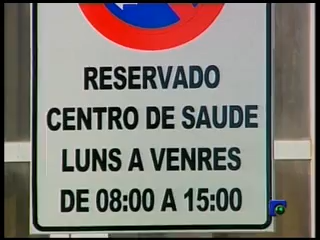 RESERVADO
CENTRO DE SAUDE
LUNS A VENRES
DE 08:00 A 15:00